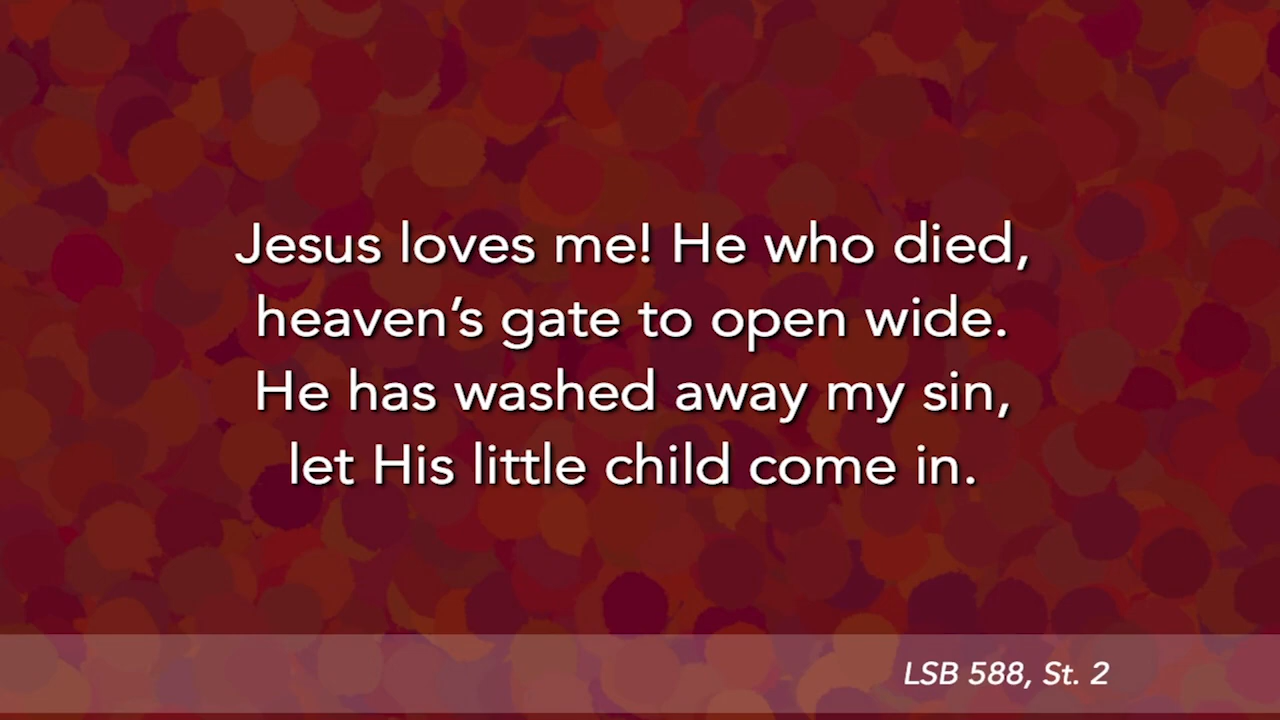 Jesus loves me! He who died,
heaven’s gate to open wide.
He has washed away my sin,
let His little child come in.
LSB 588, St. 2